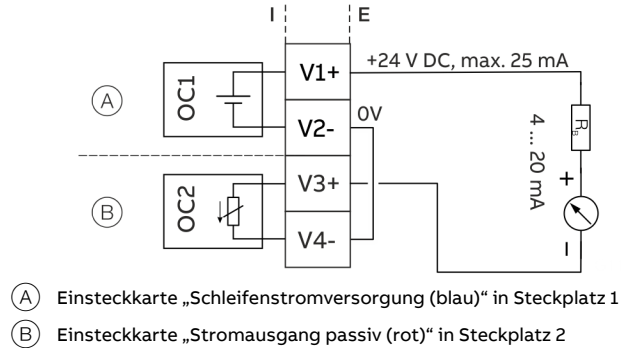 I E
V1+ +24 V DC, max. 25 mA
OC1
A
V2- 0V
R_B
4 ... 20 mA
V3+
+
OC2
B
V4-
−
A Einsteckkarte „Schleifenstromversorgung (blau)“ in Steckplatz 1
B Einsteckkarte „Stromausgang passiv (rot)“ in Steckplatz 2